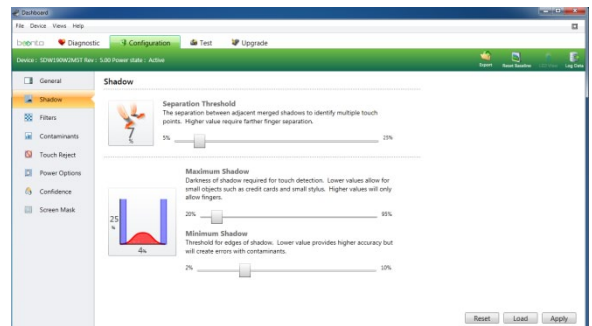 Dashboard
File Device Views Help
Diagnostic Configuration Test Upgrade
Device : SDW190W2MST Rev : 5.00 Power state : Active
Export Reset Baseline Log Data
General
Shadow
Filters
Contaminants
Touch Reject
Power Options
Confidence
Screen Mask
Shadow
Separation Threshold
The separation between adjacent merged shadows to identify multiple touch
points. Higher value require farther finger separation.
5% 25%
Maximum Shadow
Darkness of shadow required for touch detection. Lower values allow for
small objects such as credit cards and small stylus. Higher values will only
allow fingers.
20% 85%
25
%
4%
Minimum Shadow
Threshold for edges of shadow. Lower value provides higher accuracy but
will create errors with contaminants.
2% 10%
Reset Load Apply